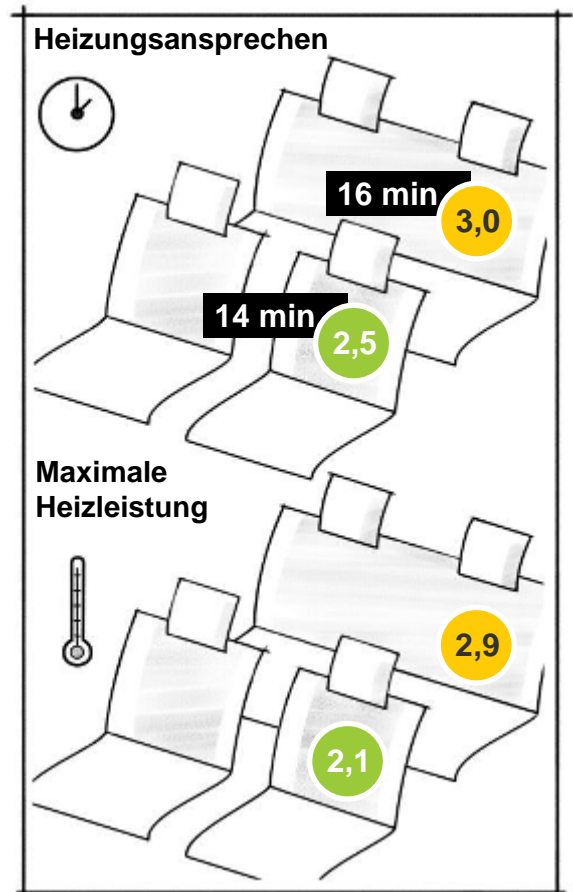 Heizungsansprechen
16 min
3,0
14 min
2,5
Maximale
Heizleistung
2,9
2,1